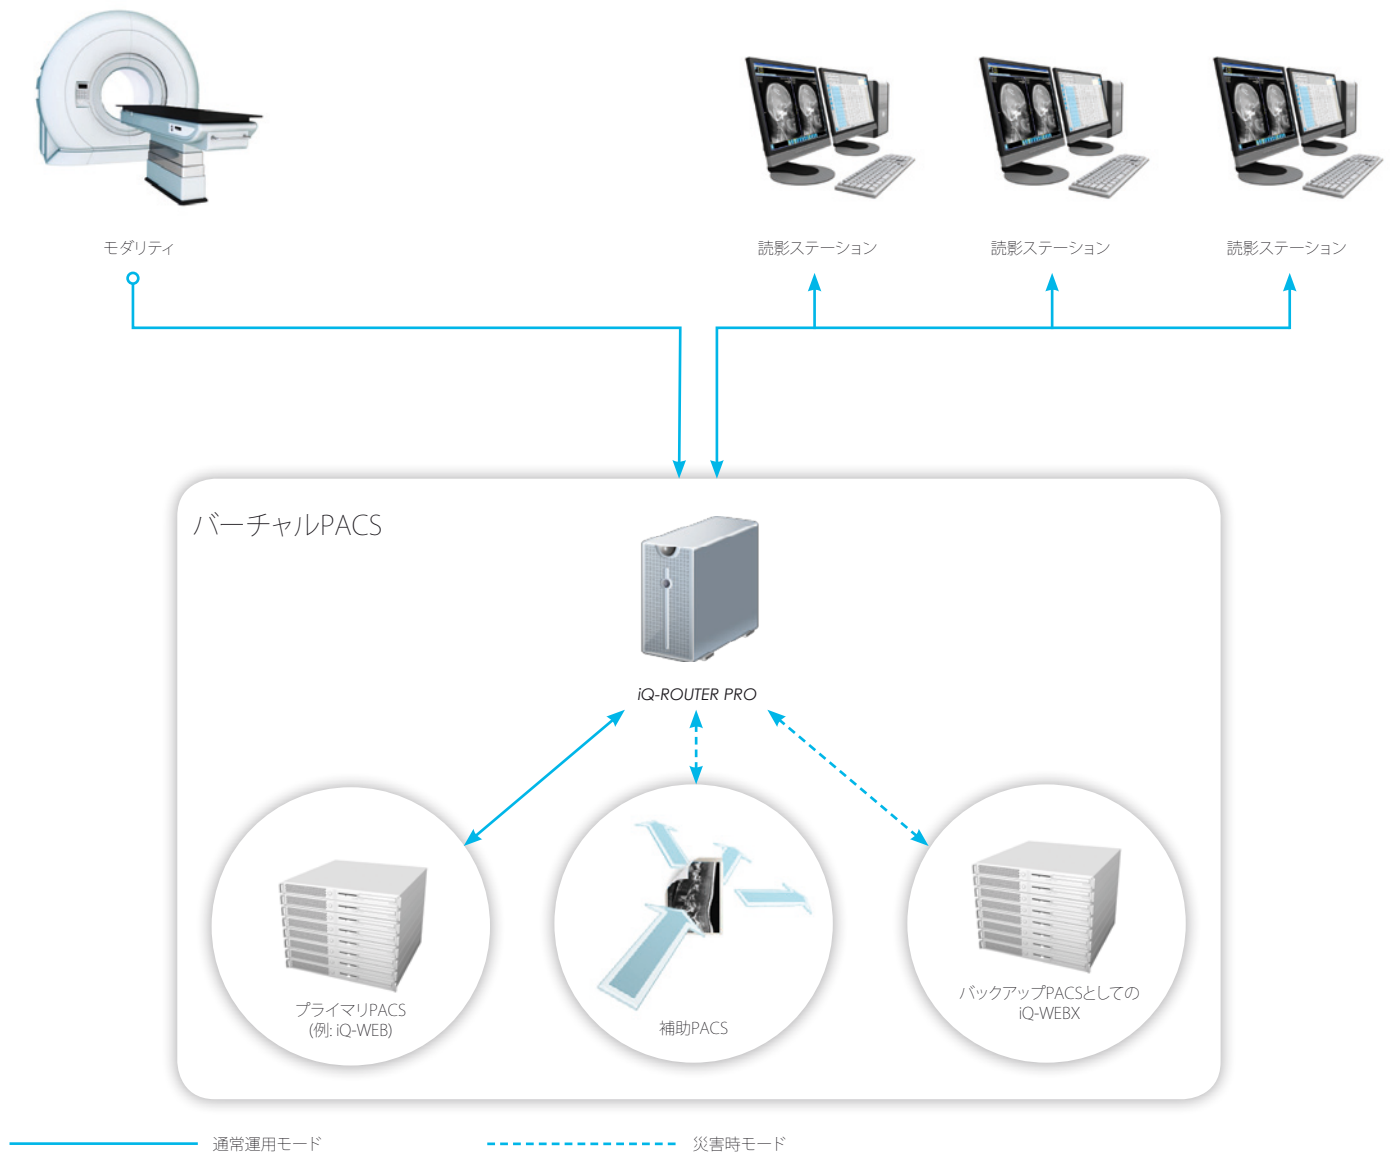 モダリティ
読影ステーション
読影ステーション
読影ステーション
バーチャルPACS
iQ-ROUTER PRO
プライマリPACS
(例: iQ-WEB)
補助PACS
バックアップPACSとしての
iQ-WEBX
通常運用モード
災害時モード